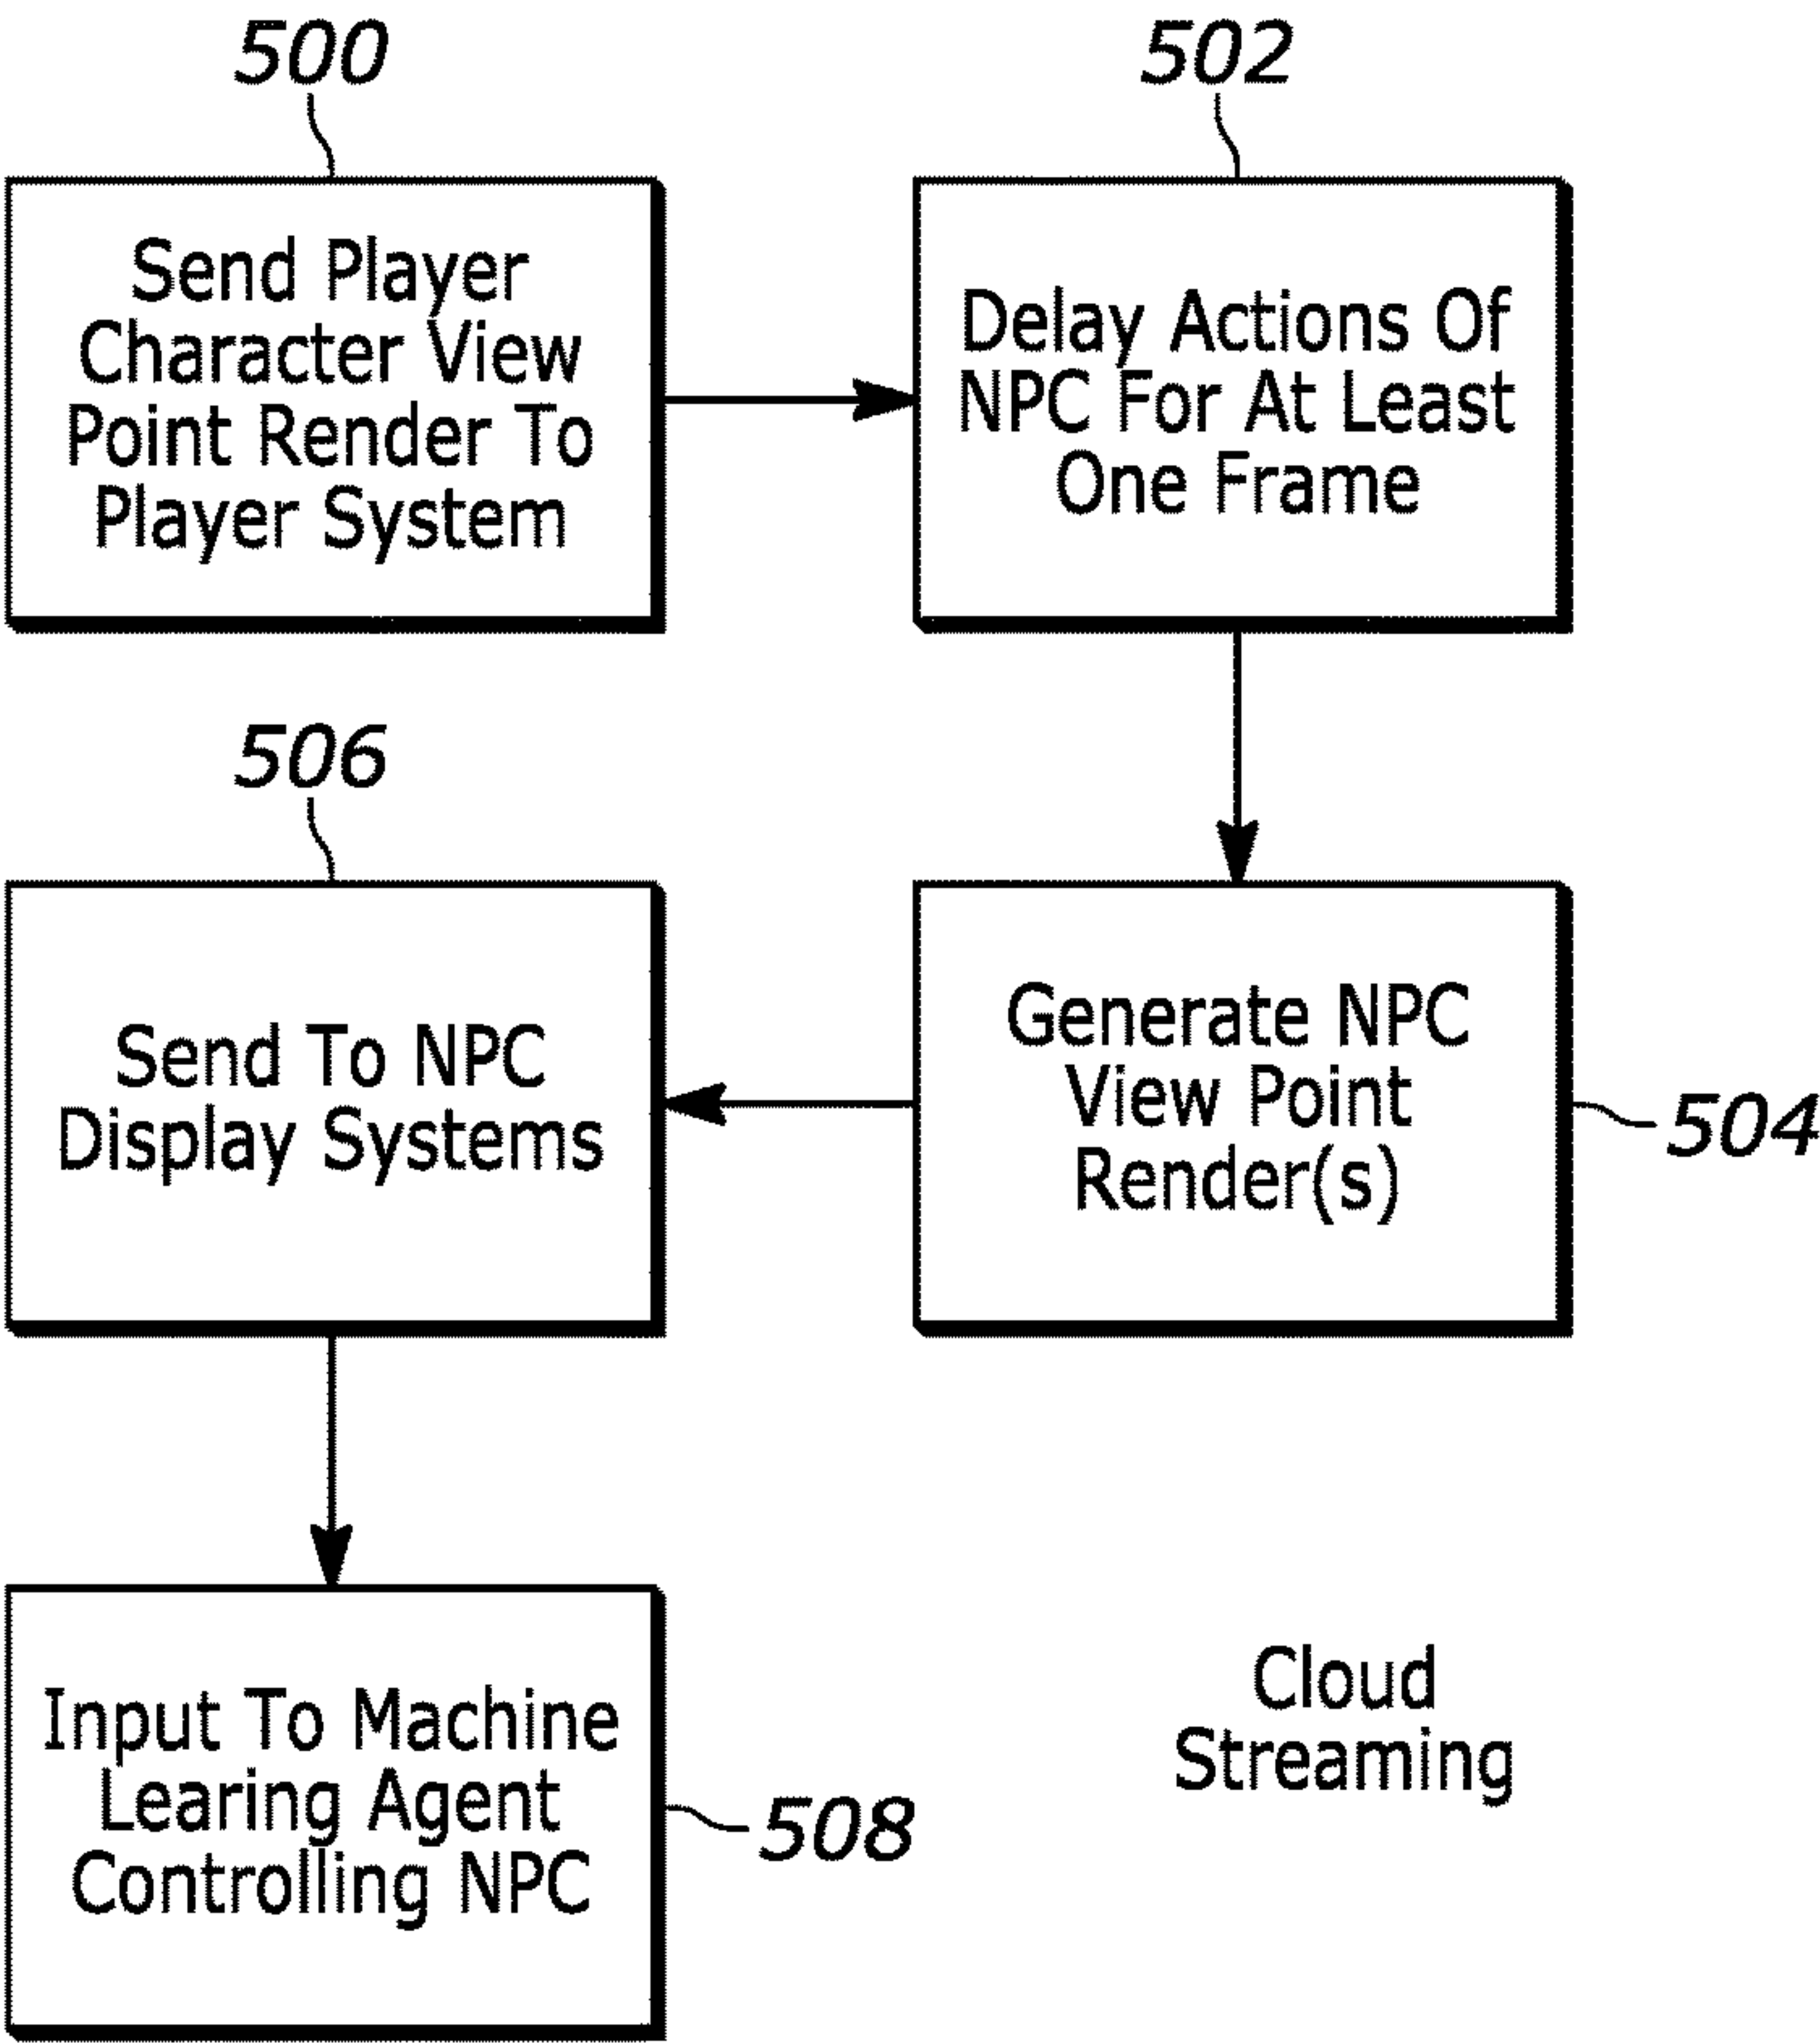 500
Send Player
Character View
Point Render To
Player System
502
Delay Actions Of
NPC For At Least
One Frame
506
Send To NPC
Display Systems
Generate NPC
View Point
Render(s)
504
Input To Machine
Learing Agent
Controlling NPC
508
Cloud
Streaming